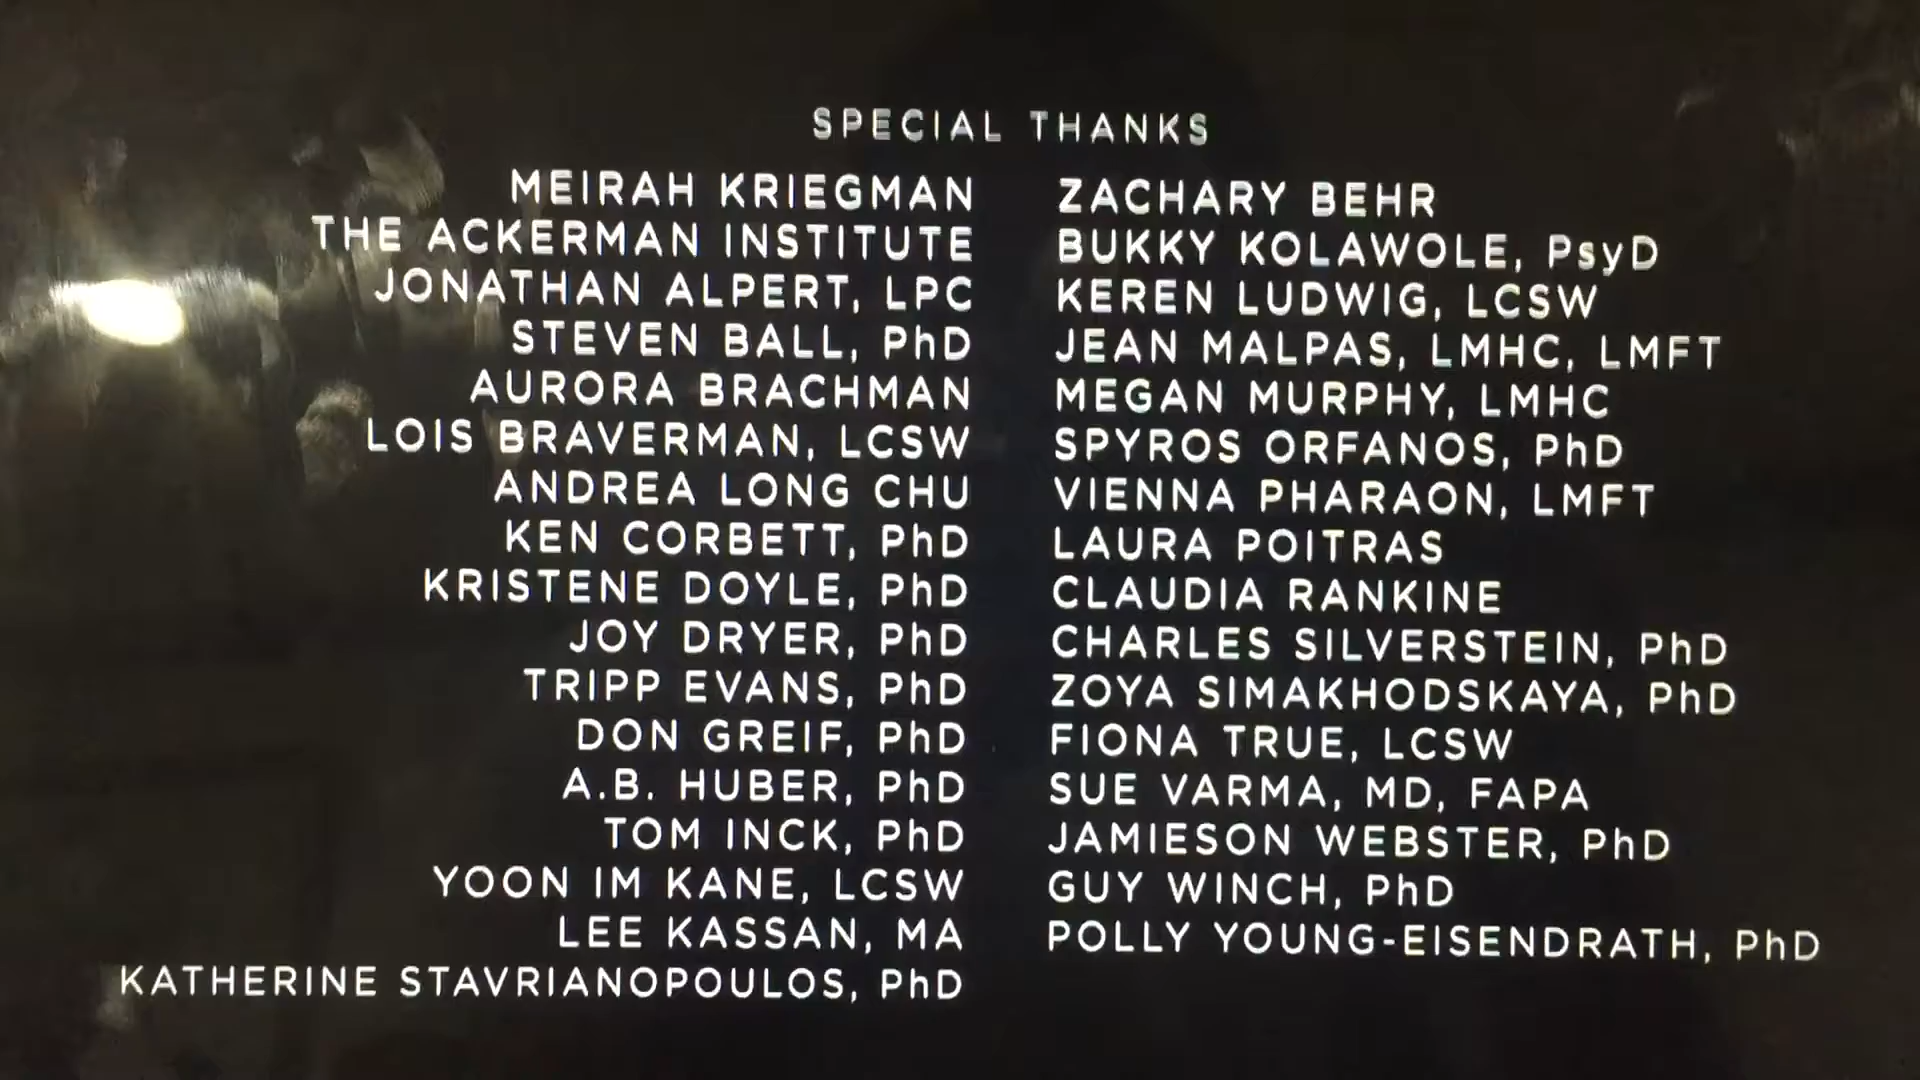 SPECIAL THANKS
MEIRAH KRIEGMAN
THE ACKERMAN INSTITUTE
JONATHAN ALPERT, LPC
STEVEN BALL, PhD
AURORA BRACHMAN
LOIS BRAVERMAN, LCSW
ANDREA LONG CHU
KEN CORBETT, PhD
KRISTENE DOYLE, PhD
JOY DRYER, PhD
TRIPP EVANS, PhD
DON GREIF, PhD
A.B. HUBER, PhD
TOM INCK, PhD
YOON IM KANE, LCSW
LEE KASSAN, MA
KATHERINE STAVRIANOPOULOS, PhD
ZACHARY BEHR
BUKKY KOLAWOLE, PsyD
KEREN LUDWIG, LCSW
JEAN MALPAS, LMHC, LMFT
MEGAN MURPHY, LMHC
SPYROS ORFANOS, PhD
VIENNA PHARAON, LMFT
LAURA POITRAS
CLAUDIA RANKINE
CHARLES SILVERSTEIN, PhD
ZOYA SIMAKHODSKAYA, PhD
FIONA TRUE, LCSW
SUE VARMA, MD, FAPA
JAMIESON WEBSTER, PhD
GUY WINCH, PhD
POLLY YOUNG-EISENDRATH, PhD